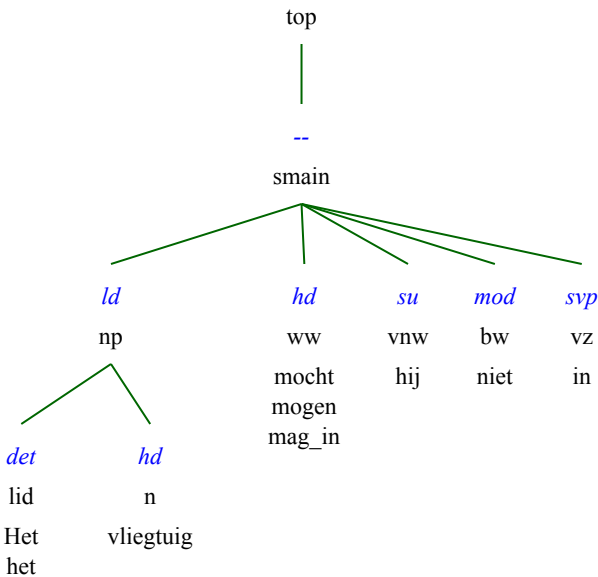 top
--
smain
ld hd su mod svp
np ww vnw bw vz
mocht hij niet in
mogen
mag_in
det hd
lid n
Het vliegtuig
het